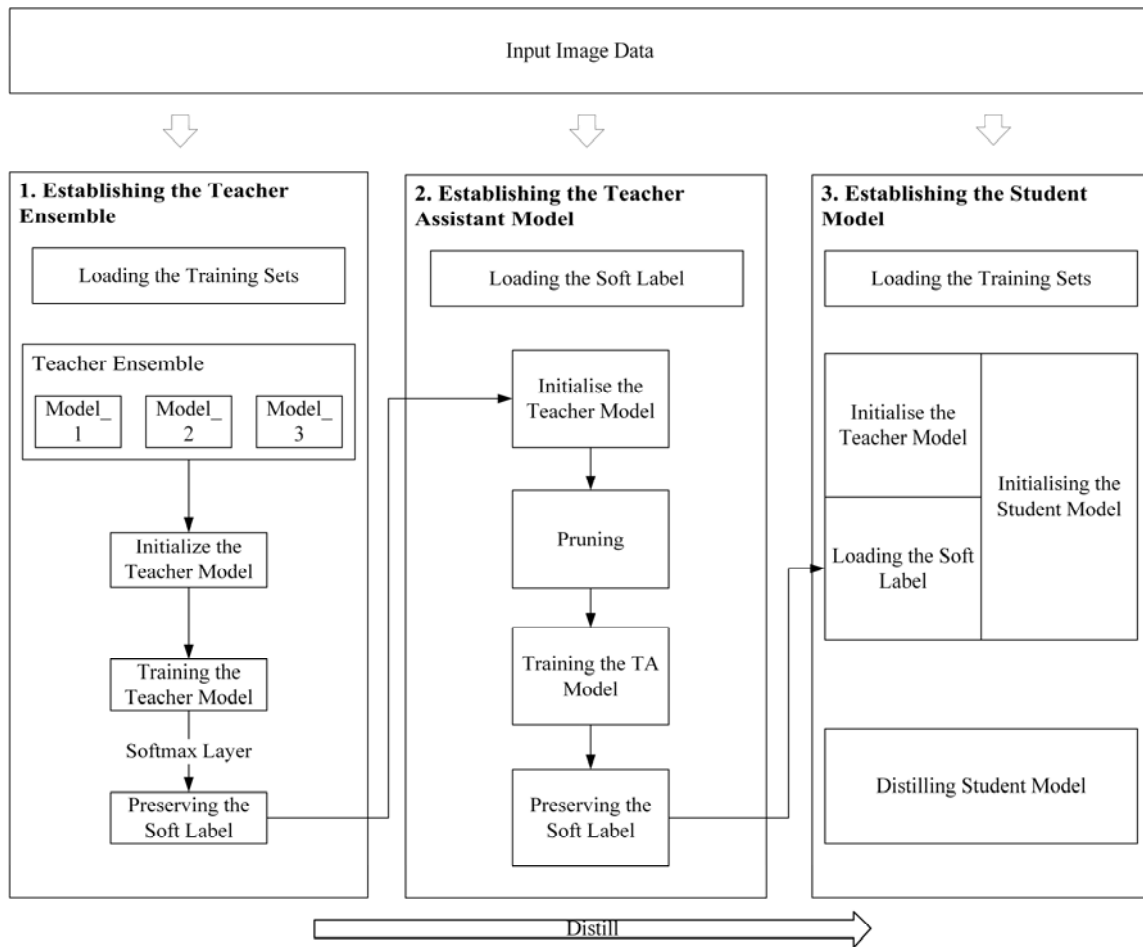 Input Image Data
1. Establishing the Teacher
Ensemble
Loading the Training Sets
Teacher Ensemble
Model_
1
Model_
2
Model_
3
Initialize the
Teacher Model
Training the
Teacher Model
Softmax Layer
Preserving the
Soft Label
2. Establishing the Teacher
Assistant Model
Loading the Soft Label
Initialise the
Teacher Model
Pruning
Training the TA
Model
Preserving the
Soft Label
3. Establishing the Student
Model
Loading the Training Sets
Initialise the
Teacher Model
Loading the Soft
Label
Initialising the
Student Model
Distilling Student Model
Distill